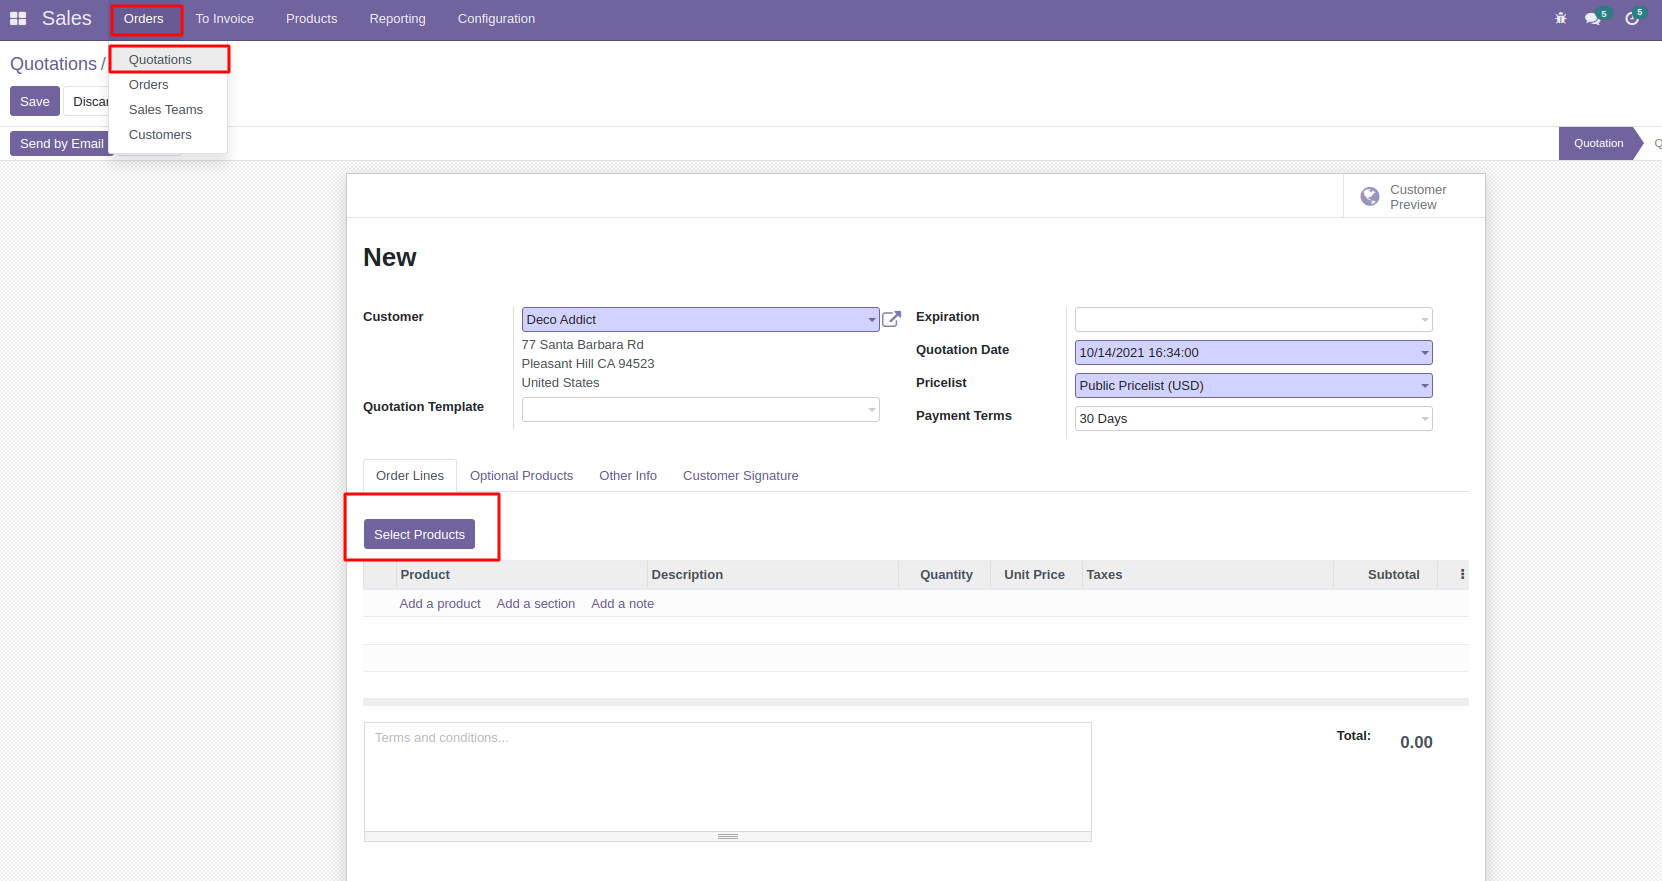 Sales Orders To Invoice Products Reporting Configuration 5 5
Quotations /
Quotations
Orders
Sales Teams
Customers
Save Discar
Send by Email
Quotation Q
Customer
Preview
New
Customer Deco Addict
77 Santa Barbara Rd
Pleasant Hill CA 94523
United States
Quotation Template
Expiration
Quotation Date 10/14/2021 16:34:00
Pricelist Public Pricelist (USD)
Payment Terms 30 Days
Order Lines Optional Products Other Info Customer Signature
Select Products
Product Description Quantity Unit Price Taxes Subtotal
Add a product Add a section Add a note
Terms and conditions...
Total: 0.00